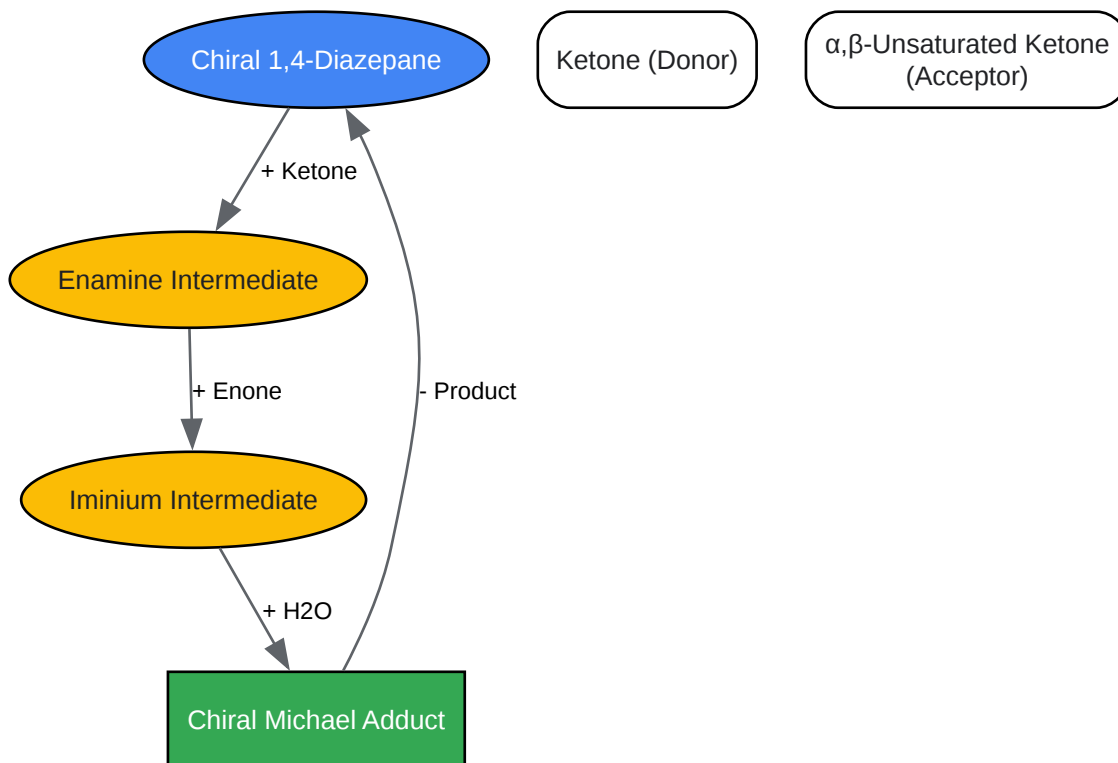 Chiral 1,4-Diazepane
Ketone (Donor)
α,β-Unsaturated Ketone
(Acceptor)
+ Ketone
Enamine Intermediate
+ Enone
- Product
Iminium Intermediate
+ H2O
Chiral Michael Adduct